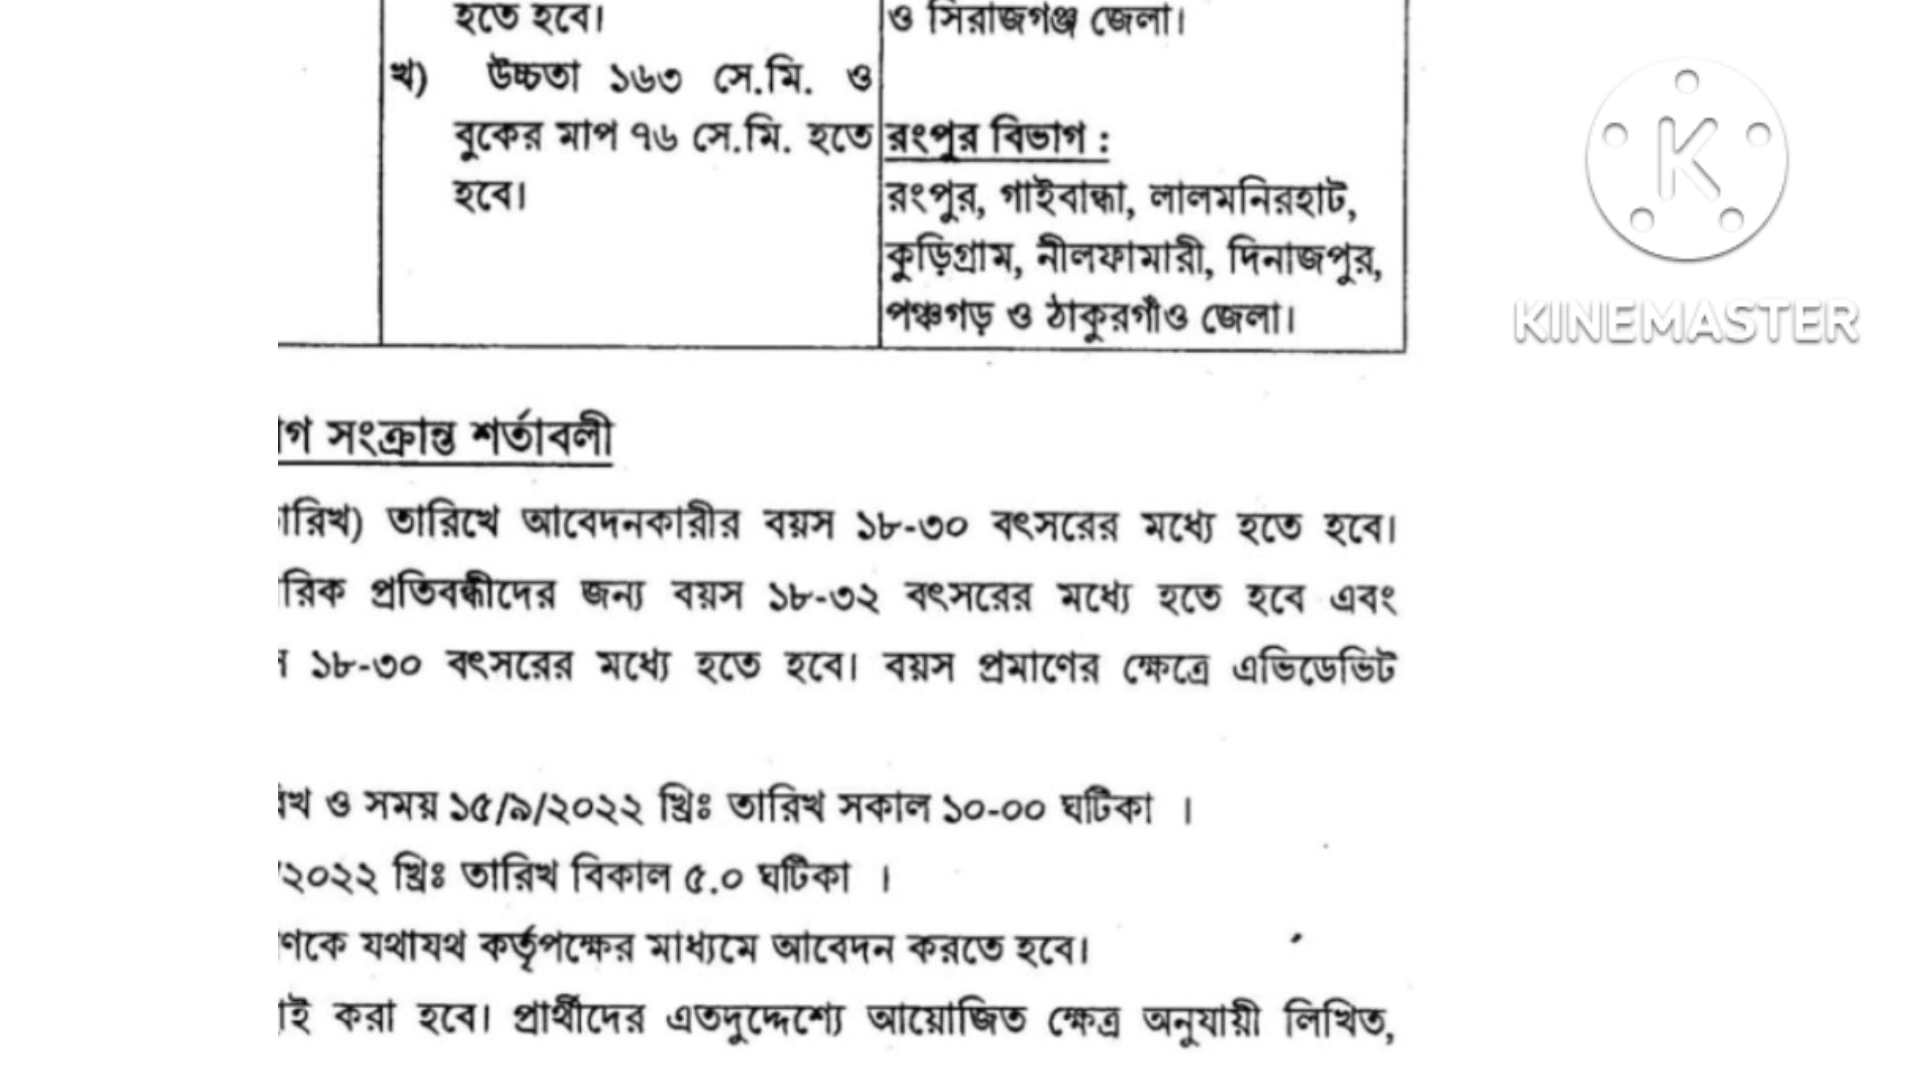 হতে হবে।
ও সিরাজগঞ্জ জেলা।
খ) উচ্চতা ১৬৩ সে.মি. ও
বুকের মাপ ৭৬ সে.মি. হতে
হবে।
রংপুর বিভাগ :
রংপুর, গাইবান্ধা, লালমনিরহাট,
কুড়িগ্রাম, নীলফামারী, দিনাজপুর,
পঞ্চগড় ও ঠাকুরগাঁও জেলা।
K
KINEMASTER
াগ সংক্রান্ত শর্তাবলী
ারিখ) তারিখে আবেদনকারীর বয়স ১৮-৩০ বৎসরের মধ্যে হতে হবে।
রিক প্রতিবন্ধীদের জন্য বয়স ১৮-৩২ বৎসরের মধ্যে হতে হবে এবং
১৮-৩০ বৎসরের মধ্যে হতে হবে। বয়স প্রমাণের ক্ষেত্রে এভিডেভিট
রিখ ও সময় ১৫/৯/২০২২ খ্রিঃ তারিখ সকাল ১০-০০ ঘটিকা ।
/২০২২ খ্রিঃ তারিখ বিকাল ৫.০ ঘটিকা ।
ণকে যথাযথ কর্তৃপক্ষের মাধ্যমে আবেদন করতে হবে।
াই করা হবে। প্রার্থীদের এতদুদ্দেশ্যে আয়োজিত ক্ষেত্র অনুযায়ী লিখিত,